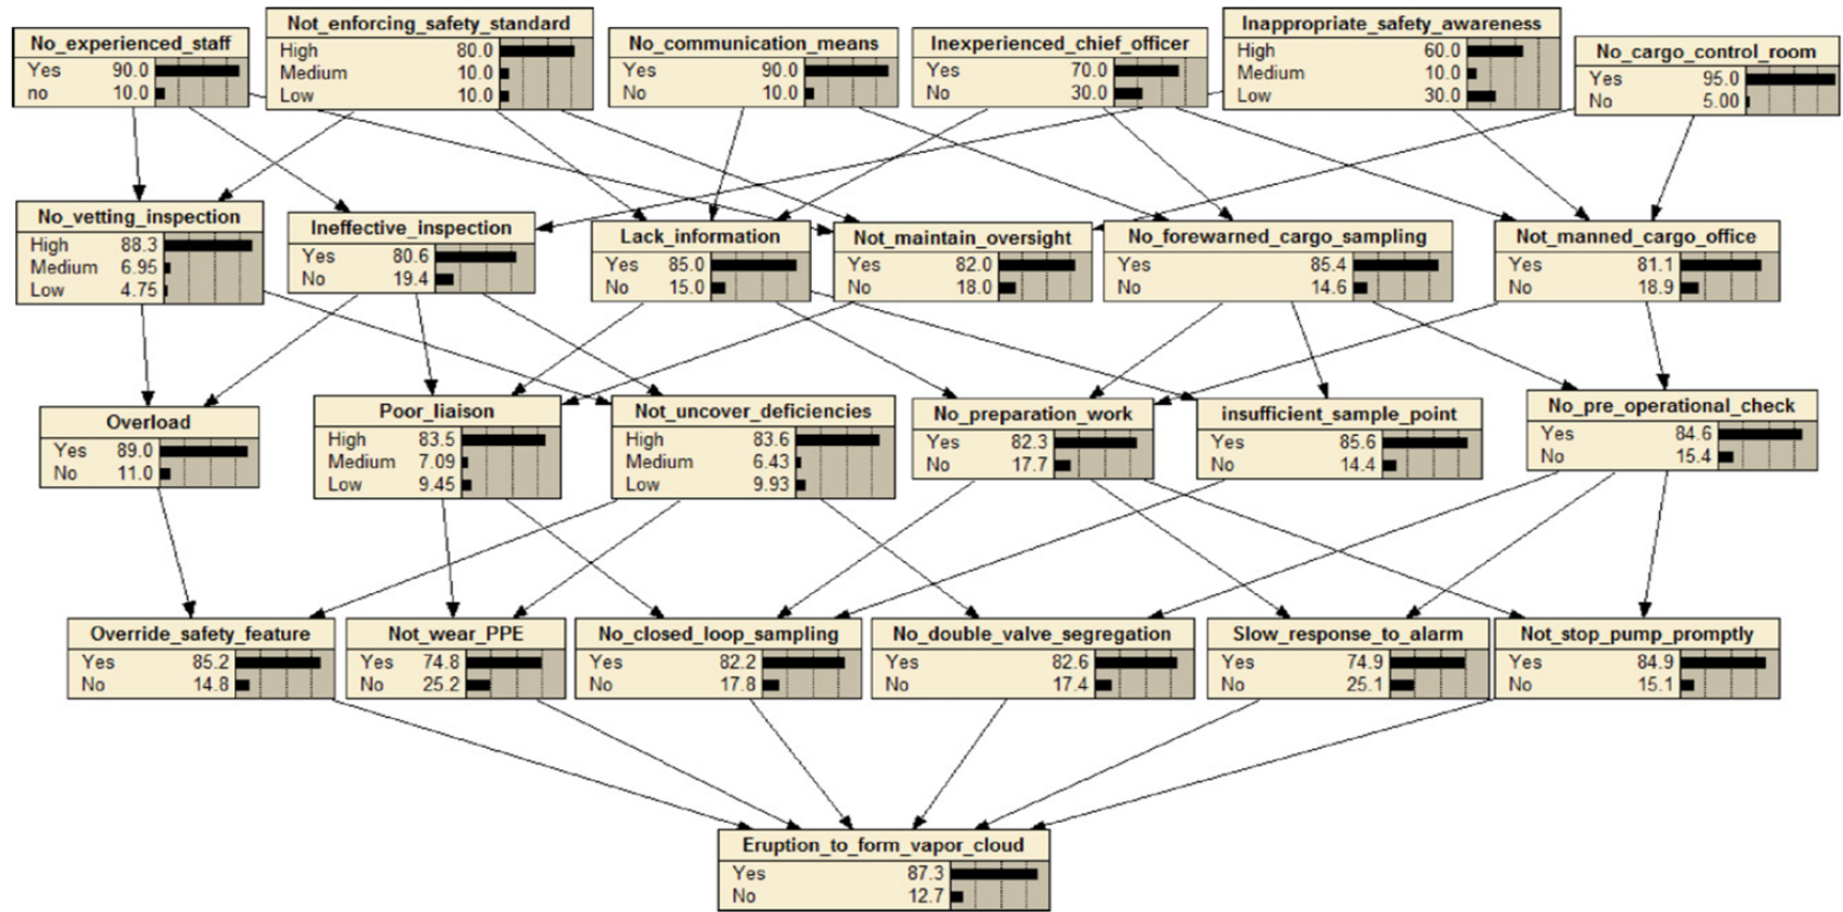 No_experienced_staff
Yes 90.0
no 10.0
Not_enforcing_safety_standard
High 80.0
Medium 10.0
Low 10.0
No_communication_means
Yes 90.0
No 10.0
Inexperienced_chief_officer
Yes 70.0
No 30.0
Inappropriate_safety_awareness
High 60.0
Medium 10.0
Low 30.0
No_cargo_control_room
Yes 95.0
No 5.00
No_vetting_inspection
High 88.3
Medium 6.95
Low 4.75
Ineffective_inspection
Yes 80.6
No 19.4
Lack_information
Yes 85.0
No 15.0
Not_maintain_oversight
Yes 82.0
No 18.0
No_forewarned_cargo_sampling
Yes 85.4
No 14.6
Not_manned_cargo_office
Yes 81.1
No 18.9
Overload
Yes 89.0
No 11.0
Poor_liaison
High 83.5
Medium 7.09
Low 9.45
Not_uncover_deficiencies
High 83.6
Medium 6.43
Low 9.93
No_preparation_work
Yes 82.3
No 17.7
insufficient_sample_point
Yes 85.6
No 14.4
No_pre_operational_check
Yes 84.6
No 15.4
Override_safety_feature
Yes 85.2
No 14.8
Not_wear_PPE
Yes 74.8
No 25.2
No_closed_loop_sampling
Yes 82.2
No 17.8
No_double_valve_segregation
Yes 82.6
No 17.4
Slow_response_to_alarm
Yes 74.9
No 25.1
Not_stop_pump_promptly
Yes 84.9
No 15.1
Eruption_to_form_vapor_cloud
Yes 87.3
No 12.7